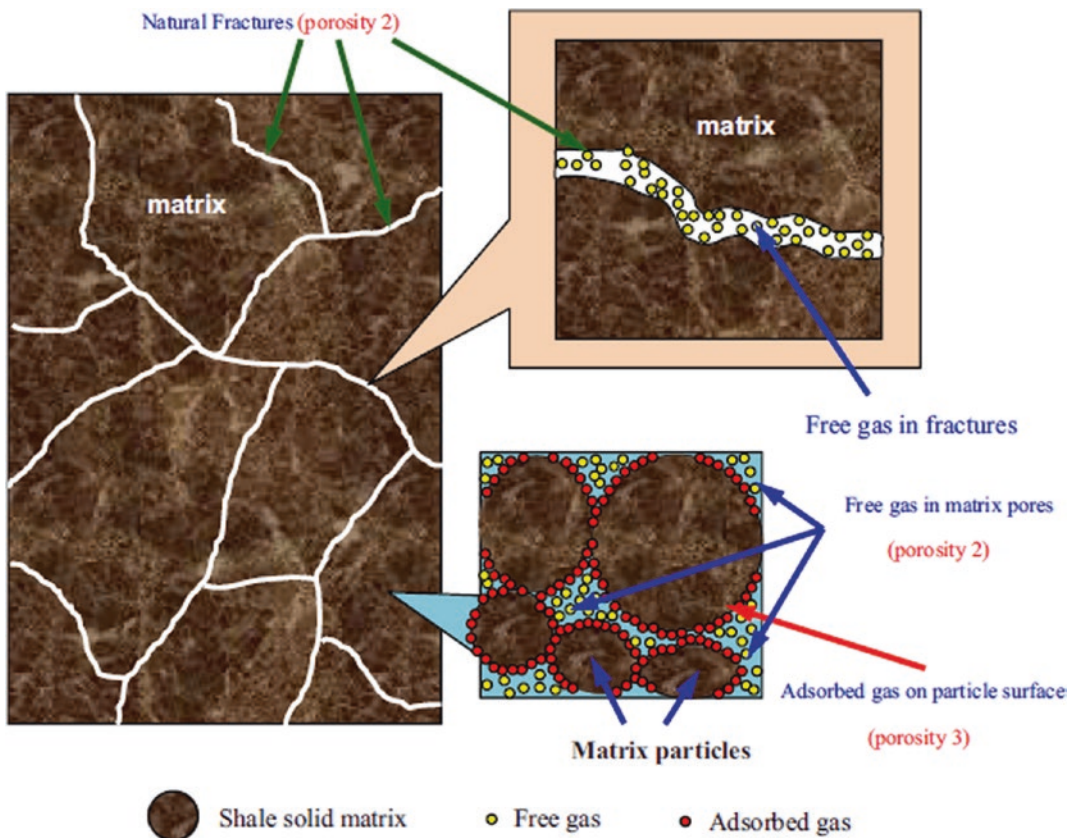 Natural Fractures (porosity 2)
matrix
matrix
Free gas in fractures
Free gas in matrix pores
(porosity 2)
Adsorbed gas on particle surface
(porosity 3)
Matrix particles
Shale solid matrix
Free gas
Adsorbed gas